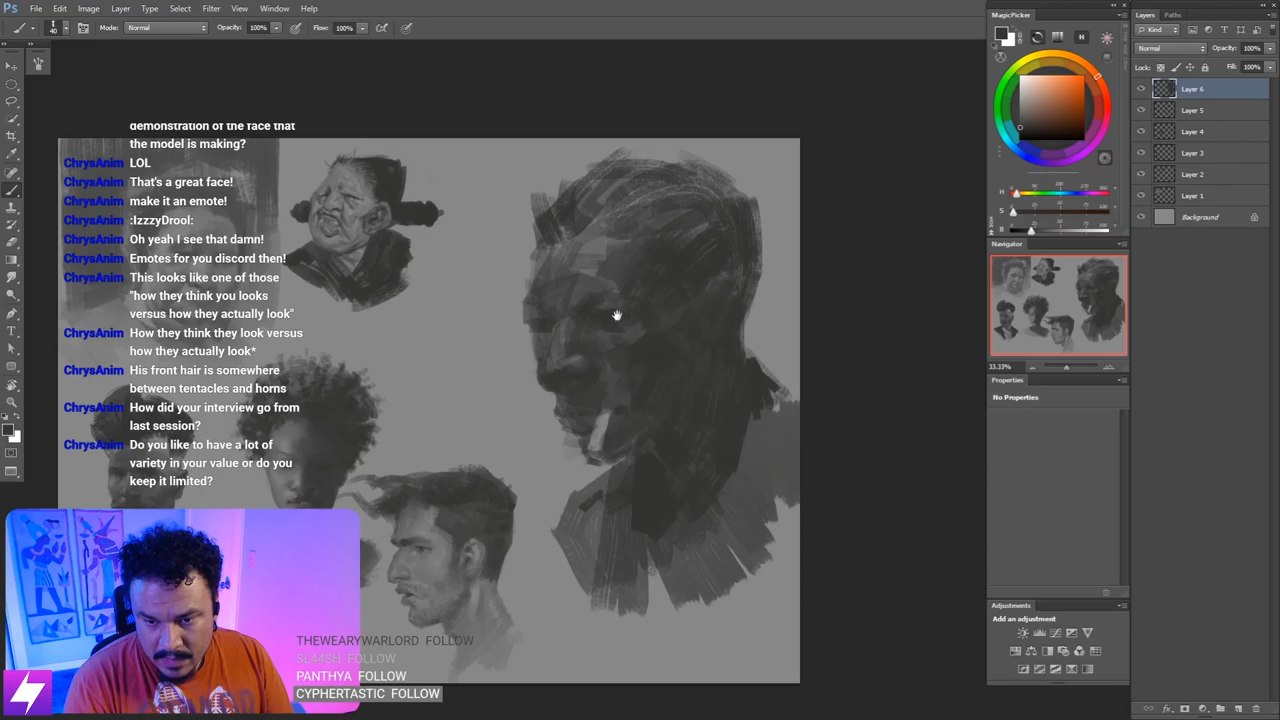 Ps File Edit Image Layer Type Select Filter View Window Help
40 Mode: Normal Opacity: 100% Flow: 100%
demonstration of the face that
the model is making?
ChrysAnim LOL
ChrysAnim That's a great face!
ChrysAnim make it an emote!
ChrysAnim :IzzzyDrool:
ChrysAnim Oh yeah I see that damn!
ChrysAnim Emotes for you discord then!
ChrysAnim This looks like one of those
"how they think you looks
versus how they actually look"
ChrysAnim How they think they look versus
how they actually look*
ChrysAnim His front hair is somewhere
between tentacles and horns
ChrysAnim How did your interview go from
last session?
ChrysAnim Do you like to have a lot of
variety in your value or do you
keep it limited?
THEWEARYWARLORD FOLLOW
SL44SH FOLLOW
PANTHYA FOLLOW
CYPHERTASTIC FOLLOW
MagicPicker
H
H
S
B
Navigator
33.33%
Properties
No Properties
Adjustments
Add an adjustment
Layers Paths
Kind
Normal Opacity: 100%
Lock: Fill: 100%
Layer 6
Layer 5
Layer 4
Layer 3
Layer 2
Layer 1
Background
fx